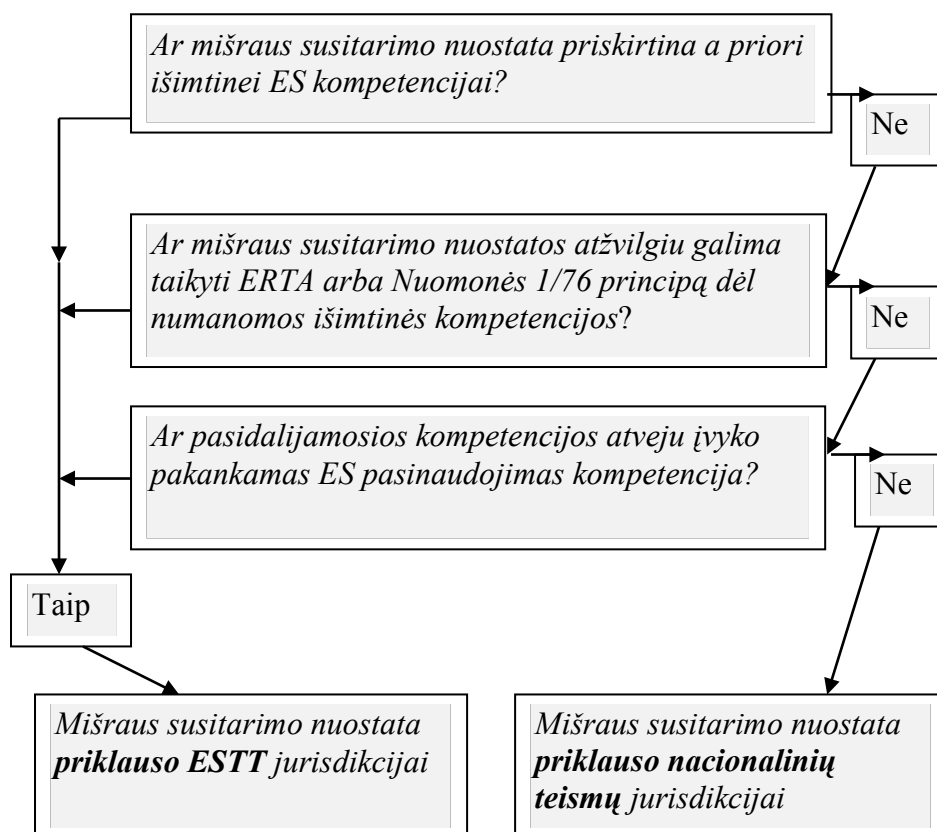 Ar mišraus susitarimo nuostata priskirtina a priori
išimtinei ES kompetencijai?
Ne
Ar mišraus susitarimo nuostatos atžvilgiu galima
taikyti ERTA arba Nuomonės 1/76 principą dėl
numanomos išimtinės kompetencijos?
Ne
Ar pasidalijamosios kompetencijos atveju įvyko
pakankamas ES pasinaudojimas kompetencija?
Ne
Taip
Mišraus susitarimo nuostata
priklauso ESTT jurisdikcijai
Mišraus susitarimo nuostata
priklauso nacionalinių
teismų jurisdikcijai